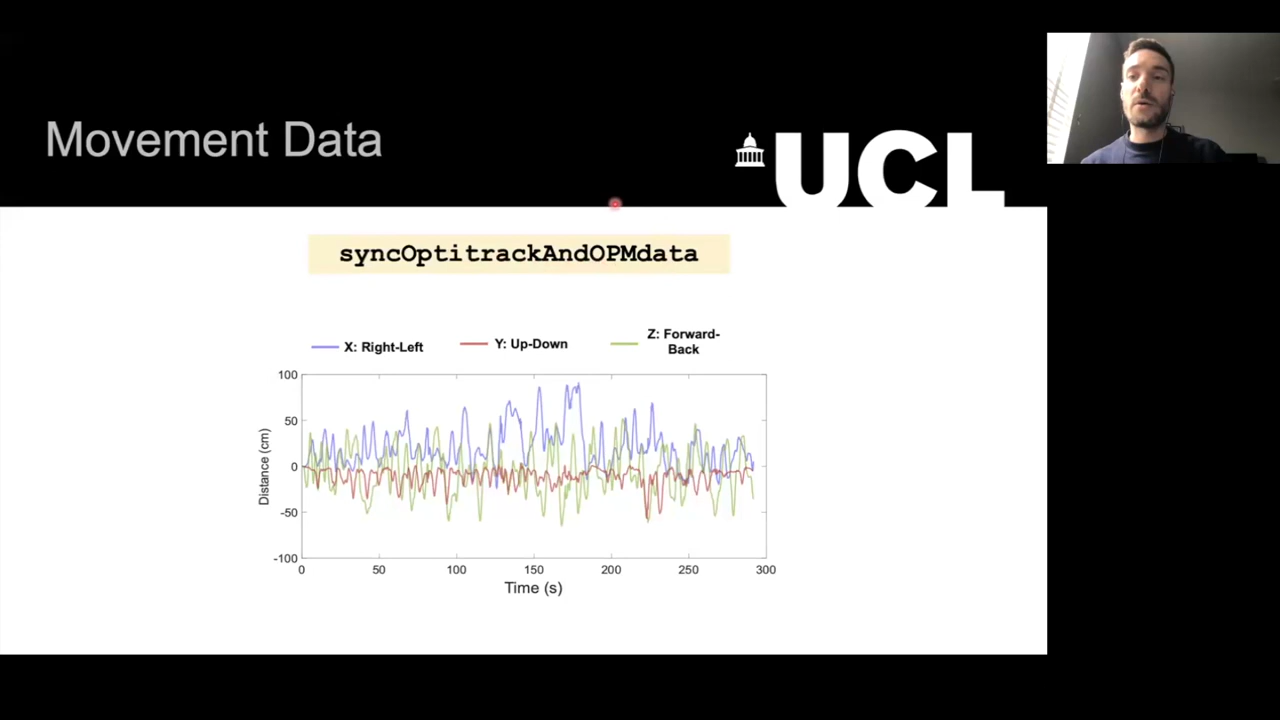 Movement Data
UCL
syncOptitrackAndOPMdata
X: Right-Left
Y: Up-Down
Z: Forward-
Back
100
50
0
-50
-100
Distance (cm)
0 50 100 150 200 250 300
Time (s)